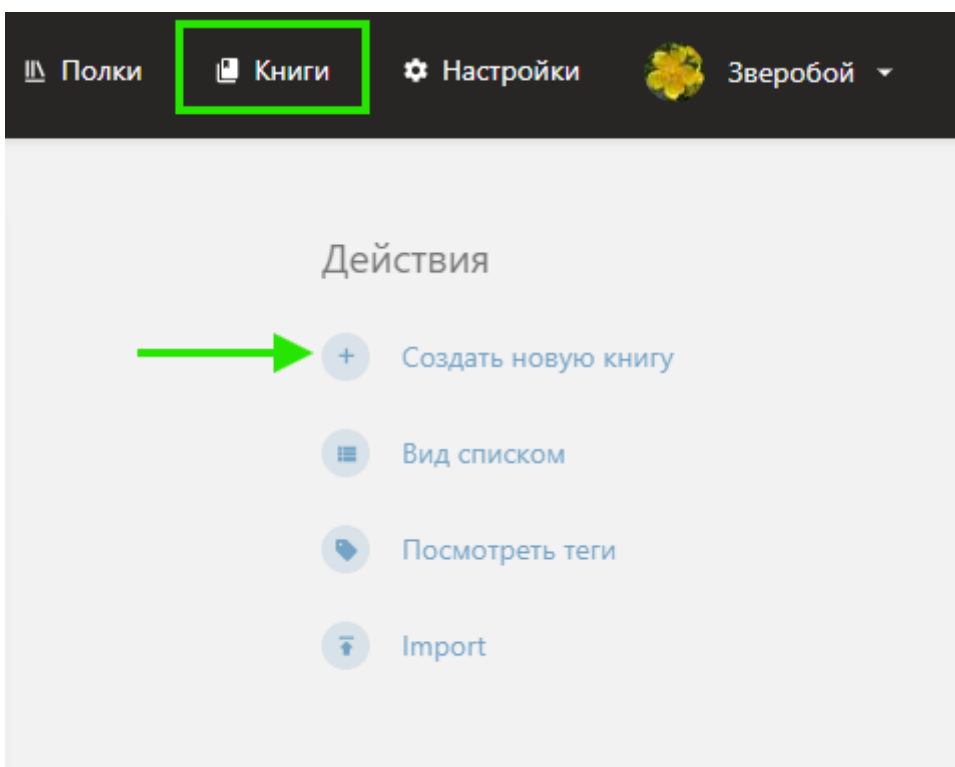 Полки Книги Настройки Зверобой
Действия
Создать новую книгу
Вид списком
Посмотреть теги
Import